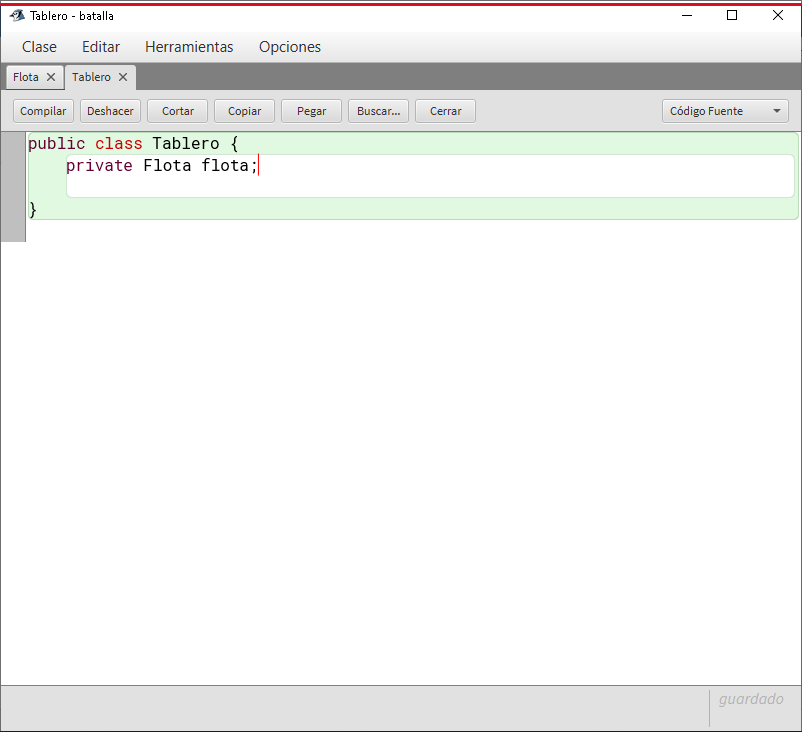 Tablero - batalla
Clase Editar Herramientas Opciones
Flota Tablero
Compilar Deshacer Cortar Copiar Pegar Buscar... Cerrar Código Fuente
public class Tablero {
private Flota flota;
}
guardado